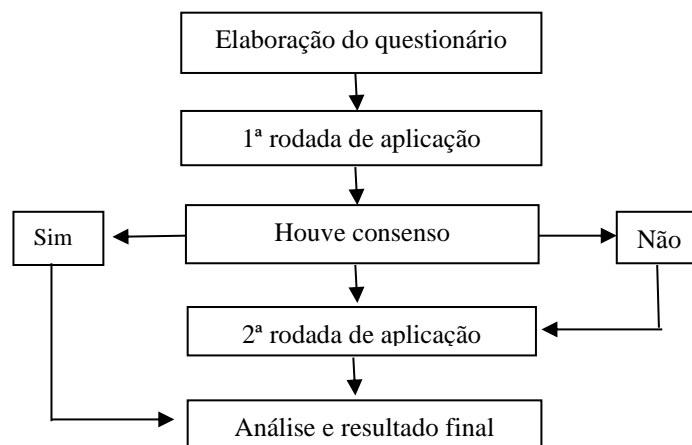 Elaboração do questionário
1ª rodada de aplicação
Sim
Houve consenso
Não
2ª rodada de aplicação
Análise e resultado final